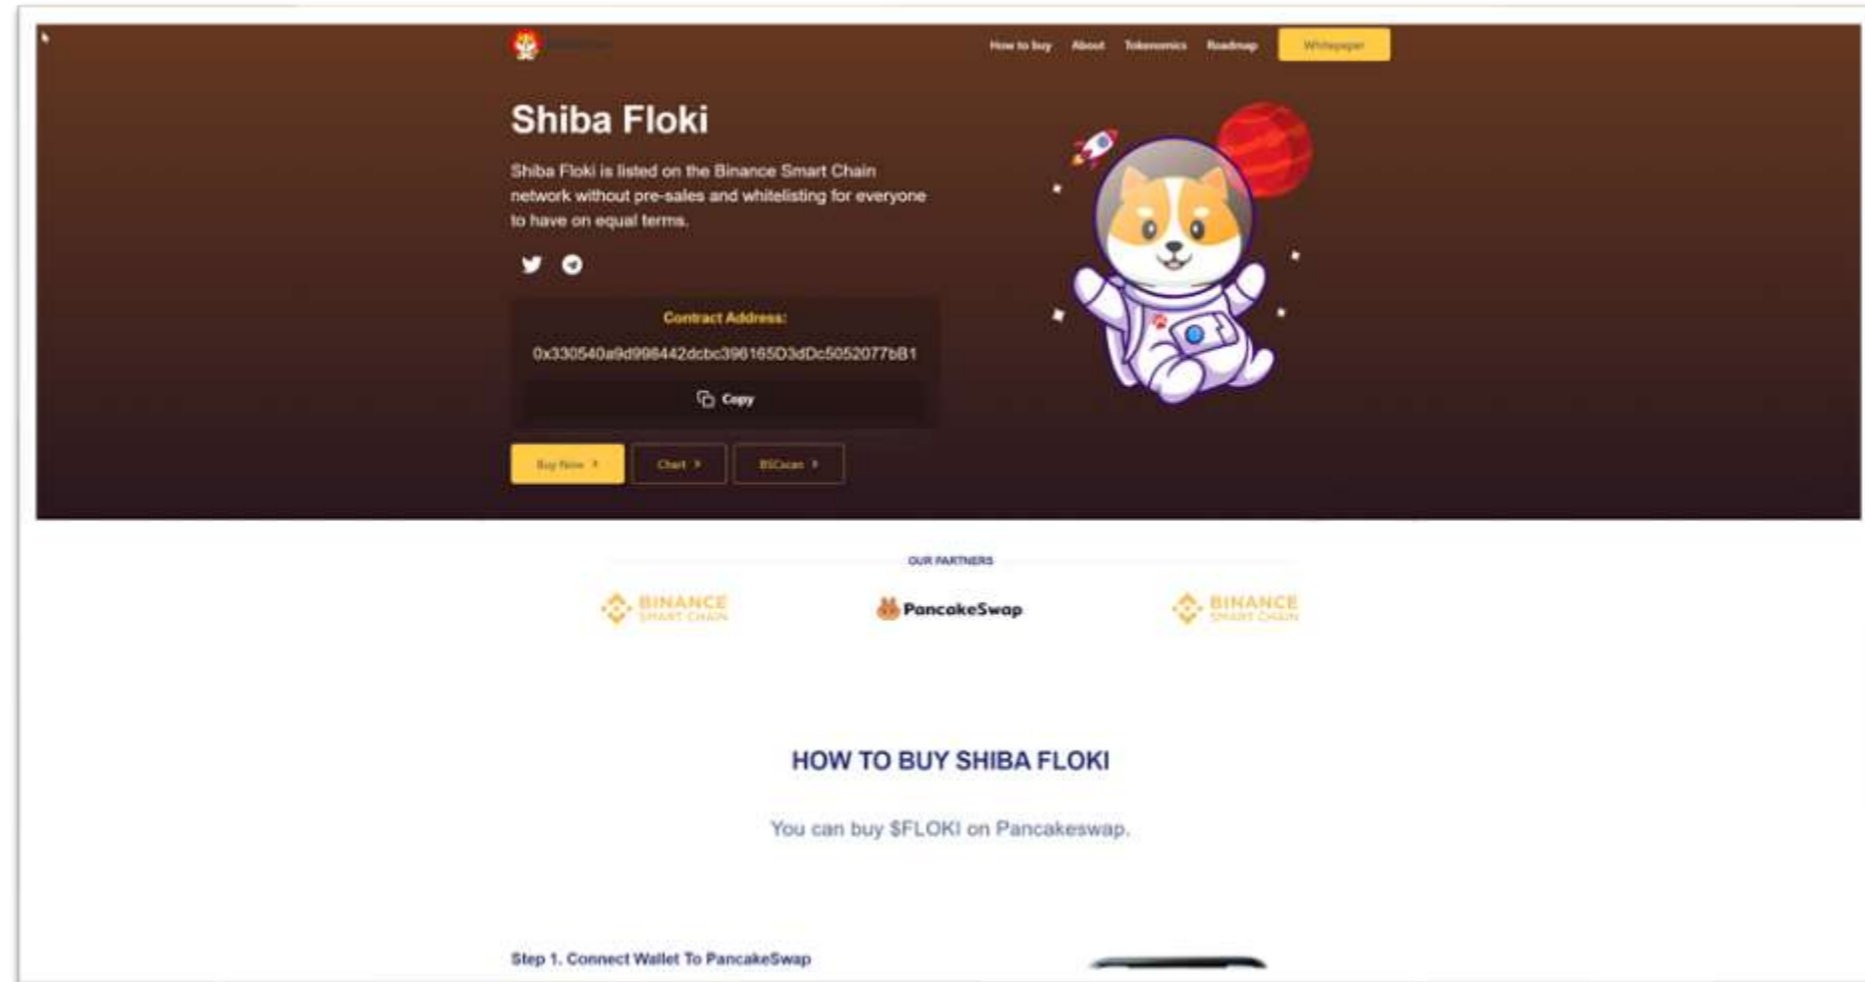 How to buy About Tokenomics Roadmap Whitepaper
Shiba Floki
Shiba Floki is listed on the Binance Smart Chain
network without pre-sales and whitelisting for everyone
to have on equal terms.
Contract Address:
0x330540a9d998442dcbc396165D3dDc5052077bB1
Copy
Buy Now Chart BSCscan
OUR PARTNERS
BINANCE
SMART CHAIN
PancakeSwap
BINANCE
SMART CHAIN
HOW TO BUY SHIBA FLOKI
You can buy $FLOKI on Pancakeswap.
Step 1. Connect Wallet To PancakeSwap